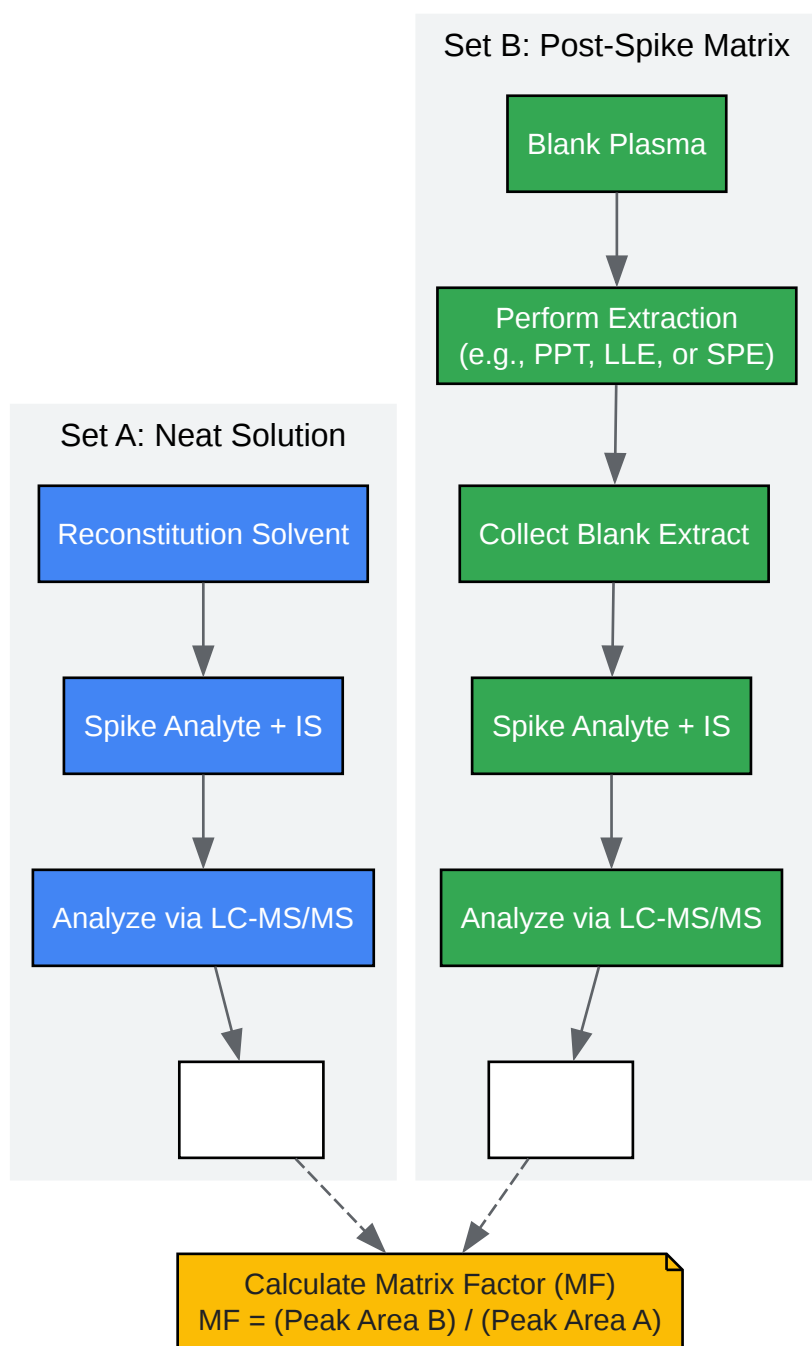 Set B: Post-Spike Matrix
Blank Plasma
Perform Extraction
(e.g., PPT, LLE, or SPE)
Collect Blank Extract
Spike Analyte + IS
Analyze via LC-MS/MS
Set A: Neat Solution
Reconstitution Solvent
Spike Analyte + IS
Analyze via LC-MS/MS
Calculate Matrix Factor (MF)
MF = (Peak Area B) / (Peak Area A)